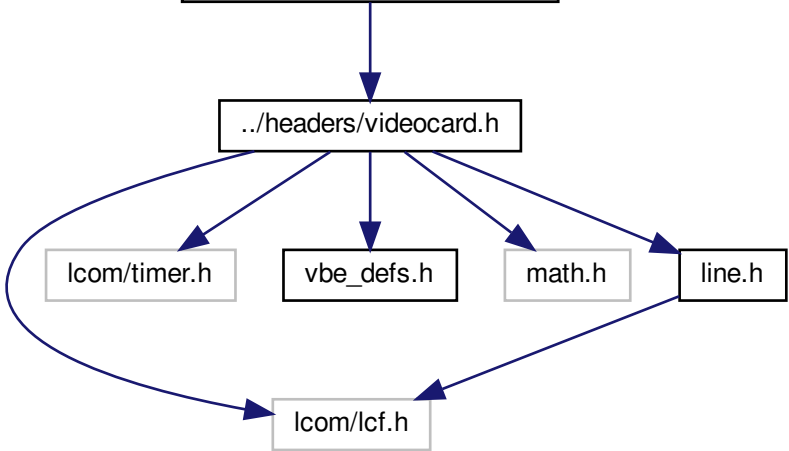 ../headers/videocard.h
lcom/timer.h
vbe_defs.h
math.h
line.h
lcom/lcf.h